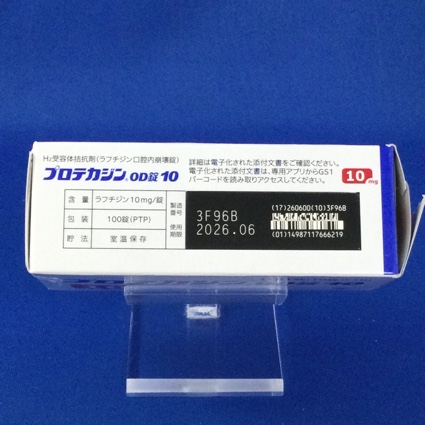 H₂受容体拮抗剤(ラフチジン口腔内崩壊錠)
プロテカジン®OD錠10
詳細は電子化された添付文書をご確認ください。
電子化された添付文書は、専用アプリからGS1
バーコードを読み取りアクセスしてください。
10mg
含量 ラフチジン10mg/錠
包装 100錠(PTP)
貯法 室温保存
製造番号 3F96B
使用期限 2026.06
(17)260600(10)3F96B
(01)14987117666219